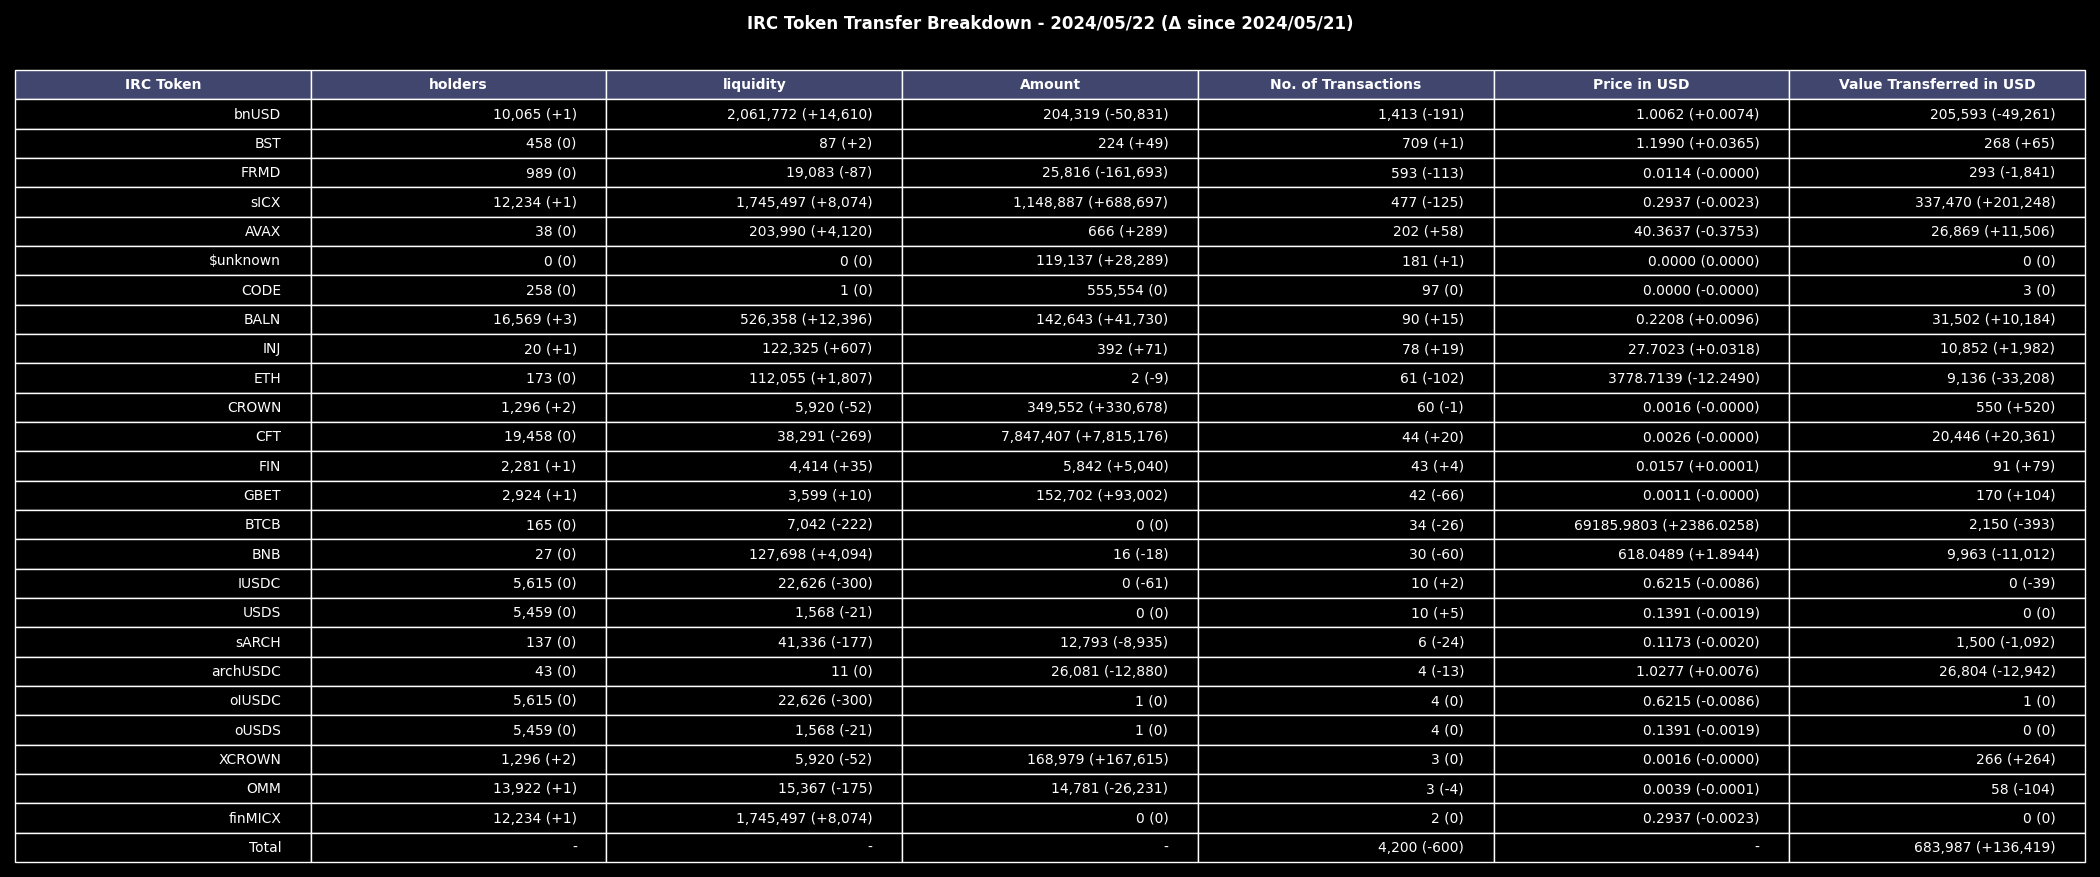 IRC Token Transfer Breakdown - 2024/05/22 (Δ since 2024/05/21)
IRC Token holders liquidity Amount No. of Transactions Price in USD Value Transferred in USD
bnUSD 10,065 (+1) 2,061,772 (+14,610) 204,319 (-50,831) 1,413 (-191) 1.0062 (+0.0074) 205,593 (-49,261)
BST 458 (0) 87 (+2) 224 (+49) 709 (+1) 1.1990 (+0.0365) 268 (+65)
FRMD 989 (0) 19,083 (-87) 25,816 (-161,693) 593 (-113) 0.0114 (-0.0000) 293 (-1,841)
sICX 12,234 (+1) 1,745,497 (+8,074) 1,148,887 (+688,697) 477 (-125) 0.2937 (-0.0023) 337,470 (+201,248)
AVAX 38 (0) 203,990 (+4,120) 666 (+289) 202 (+58) 40.3637 (-0.3753) 26,869 (+11,506)
$unknown 0 (0) 0 (0) 119,137 (+28,289) 181 (+1) 0.0000 (0.0000) 0 (0)
CODE 258 (0) 1 (0) 555,554 (0) 97 (0) 0.0000 (-0.0000) 3 (0)
BALN 16,569 (+3) 526,358 (+12,396) 142,643 (+41,730) 90 (+15) 0.2208 (+0.0096) 31,502 (+10,184)
INJ 20 (+1) 122,325 (+607) 392 (+71) 78 (+19) 27.7023 (+0.0318) 10,852 (+1,982)
ETH 173 (0) 112,055 (+1,807) 2 (-9) 61 (-102) 3778.7139 (-12.2490) 9,136 (-33,208)
CROWN 1,296 (+2) 5,920 (-52) 349,552 (+330,678) 60 (-1) 0.0016 (-0.0000) 550 (+520)
CFT 19,458 (0) 38,291 (-269) 7,847,407 (+7,815,176) 44 (+20) 0.0026 (-0.0000) 20,446 (+20,361)
FIN 2,281 (+1) 4,414 (+35) 5,842 (+5,040) 43 (+4) 0.0157 (+0.0001) 91 (+79)
GBET 2,924 (+1) 3,599 (+10) 152,702 (+93,002) 42 (-66) 0.0011 (-0.0000) 170 (+104)
BTCB 165 (0) 7,042 (-222) 0 (0) 34 (-26) 69185.9803 (+2386.0258) 2,150 (-393)
BNB 27 (0) 127,698 (+4,094) 16 (-18) 30 (-60) 618.0489 (+1.8944) 9,963 (-11,012)
IUSDC 5,615 (0) 22,626 (-300) 0 (-61) 10 (+2) 0.6215 (-0.0086) 0 (-39)
USDS 5,459 (0) 1,568 (-21) 0 (0) 10 (+5) 0.1391 (-0.0019) 0 (0)
sARCH 137 (0) 41,336 (-177) 12,793 (-8,935) 6 (-24) 0.1173 (-0.0020) 1,500 (-1,092)
archUSDC 43 (0) 11 (0) 26,081 (-12,880) 4 (-13) 1.0277 (+0.0076) 26,804 (-12,942)
oIUSDC 5,615 (0) 22,626 (-300) 1 (0) 4 (0) 0.6215 (-0.0086) 1 (0)
oUSDS 5,459 (0) 1,568 (-21) 1 (0) 4 (0) 0.1391 (-0.0019) 0 (0)
XCROWN 1,296 (+2) 5,920 (-52) 168,979 (+167,615) 3 (0) 0.0016 (-0.0000) 266 (+264)
OMM 13,922 (+1) 15,367 (-175) 14,781 (-26,231) 3 (-4) 0.0039 (-0.0001) 58 (-104)
finMICX 12,234 (+1) 1,745,497 (+8,074) 0 (0) 2 (0) 0.2937 (-0.0023) 0 (0)
Total - - - 4,200 (-600) - 683,987 (+136,419)